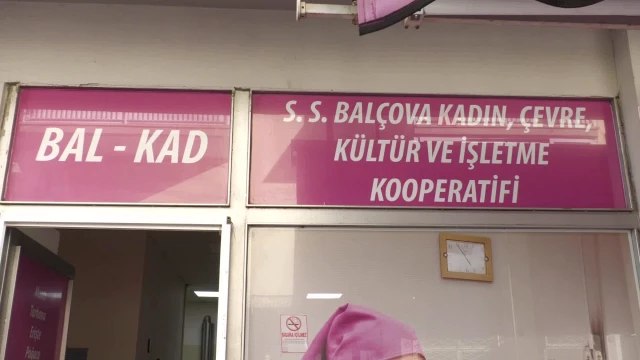 BAL - KAD
S. S. BALÇOVA KADIN, ÇEVRE,
KÜLTÜR VE İŞLETME
KOOPERATİFİ